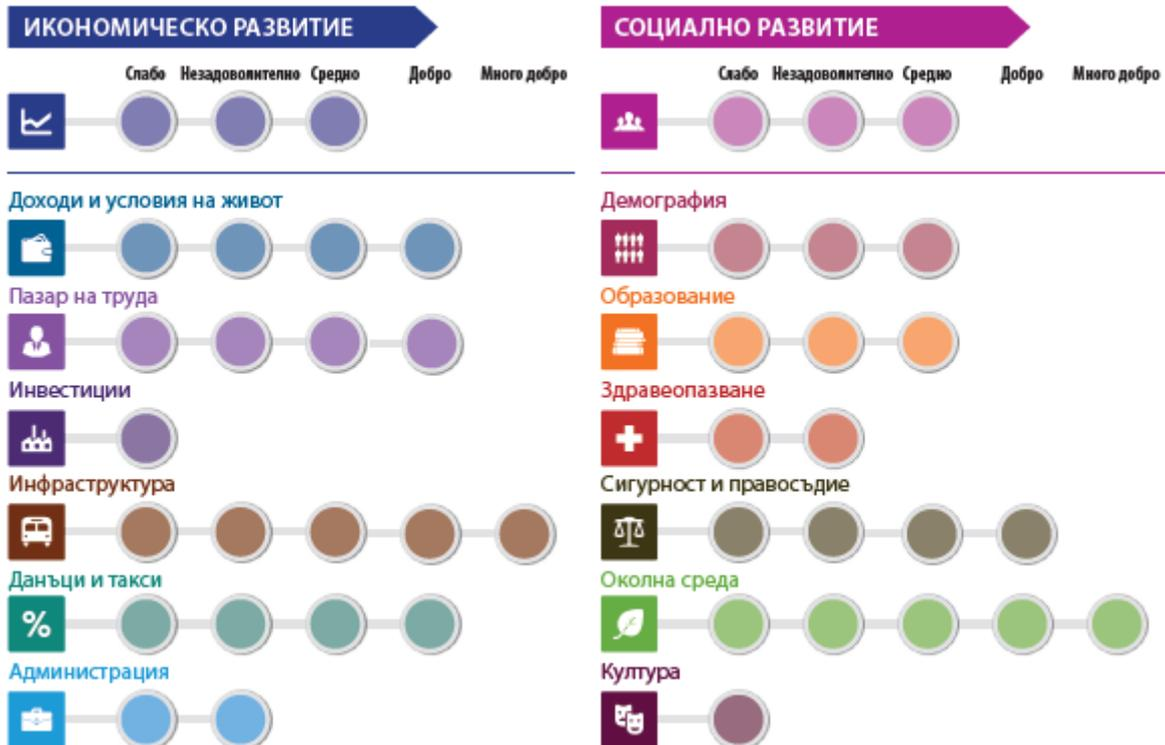 ИКОНОМИЧЕСКО РАЗВИТИЕ
Слабо Незадоволително Средно Добро Много добро
Доходи и условия на живот
Пазар на труда
Инвестиции
Инфраструктура
Данъци и такси
%
Администрация
СОЦИАЛНО РАЗВИТИЕ
Слабо Незадоволително Средно Добро Много добро
Демография
Образование
Здравеопазване
Сигурност и правосъдие
Околна среда
Култура